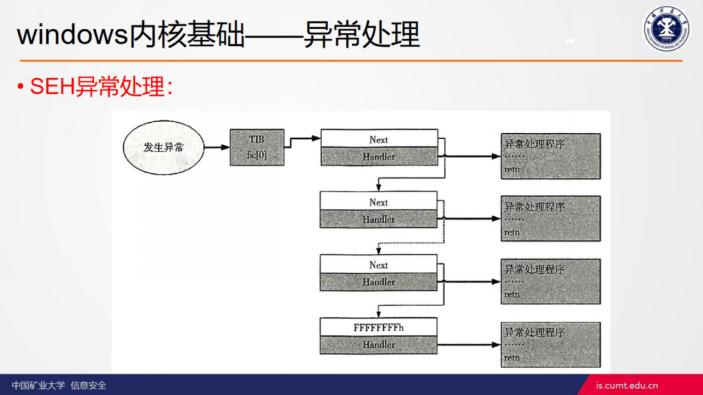 windows内核基础——异常处理
• SEH异常处理：
发生异常
TIB
fs:[0]
Next
Handler
异常处理程序
……
retn
Next
Handler
异常处理程序
……
retn
Next
Handler
异常处理程序
……
retn
FFFFFFFFh
Handler
异常处理程序
……
retn
中国矿业大学 信息安全
is.cumt.edu.cn